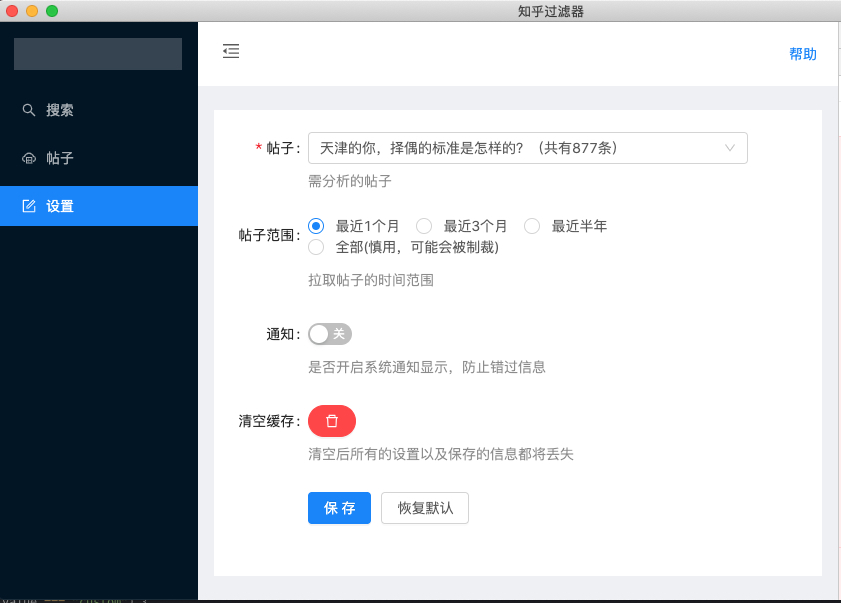 知乎过滤器
帮助
搜索
帖子
设置
* 帖子：
天津的你，择偶的标准是怎样的？（共有877条）
需分析的帖子
帖子范围：
最近1个月 最近3个月 最近半年
全部(慎用，可能会被制裁)
拉取帖子的时间范围
通知：
关
是否开启系统通知显示，防止错过信息
清空缓存：
清空后所有的设置以及保存的信息都将丢失
保 存
恢复默认